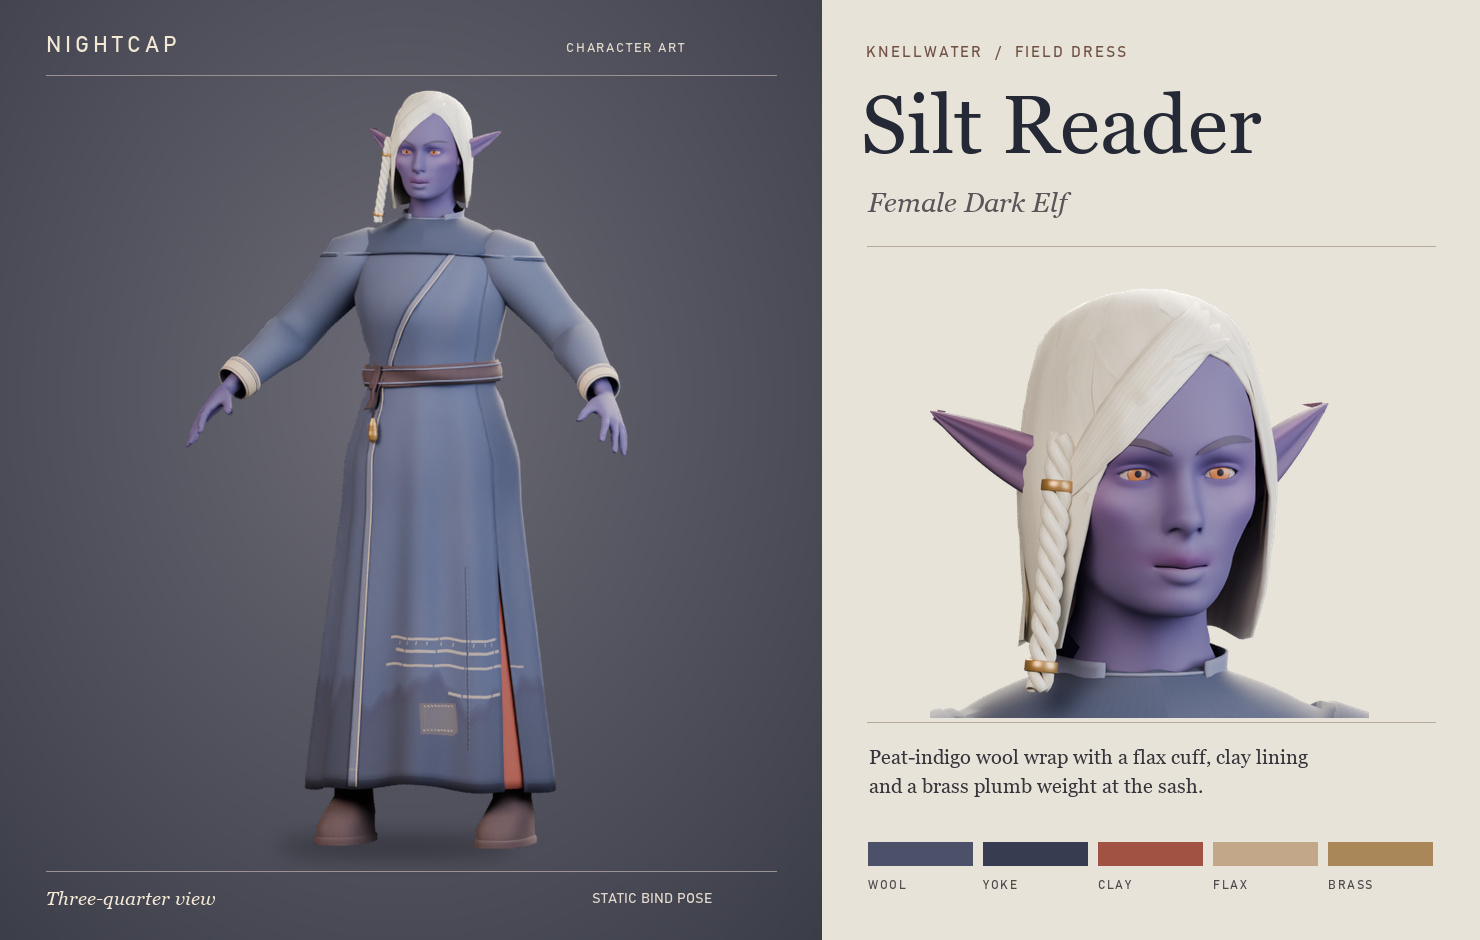 NIGHTCAP
CHARACTER ART
Three-quarter view
STATIC BIND POSE
KNELLWATER / FIELD DRESS
Silt Reader
Female Dark Elf
Peat-indigo wool wrap with a flax cuff, clay lining
and a brass plumb weight at the sash.
WOOL
YOKE
CLAY
FLAX
BRASS